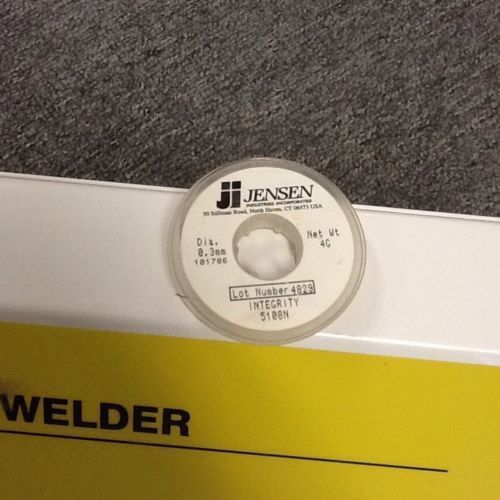 ji JENSEN
INDUSTRIES INCORPORATED
50 Stillman Road, North Haven, CT 06473 USA
Dia.
0.3mm
101706
Net Wt
4G
Lot Number 4829
INTEGRITY
5108N
WELDER